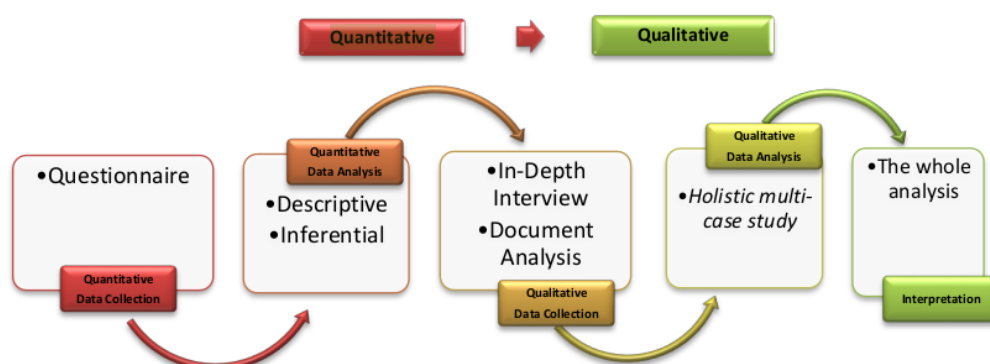 Quantitative
Qualitative
•Questionnaire
Quantitative
Data Collection
Quantitative
Data Analysis
•Descriptive
•Inferential
•In-Depth
Interview
•Document
Analysis
Qualitative
Data Collection
Qualitative
Data Analysis
•Holistic multi-
case study
•The whole
analysis
Interpretation